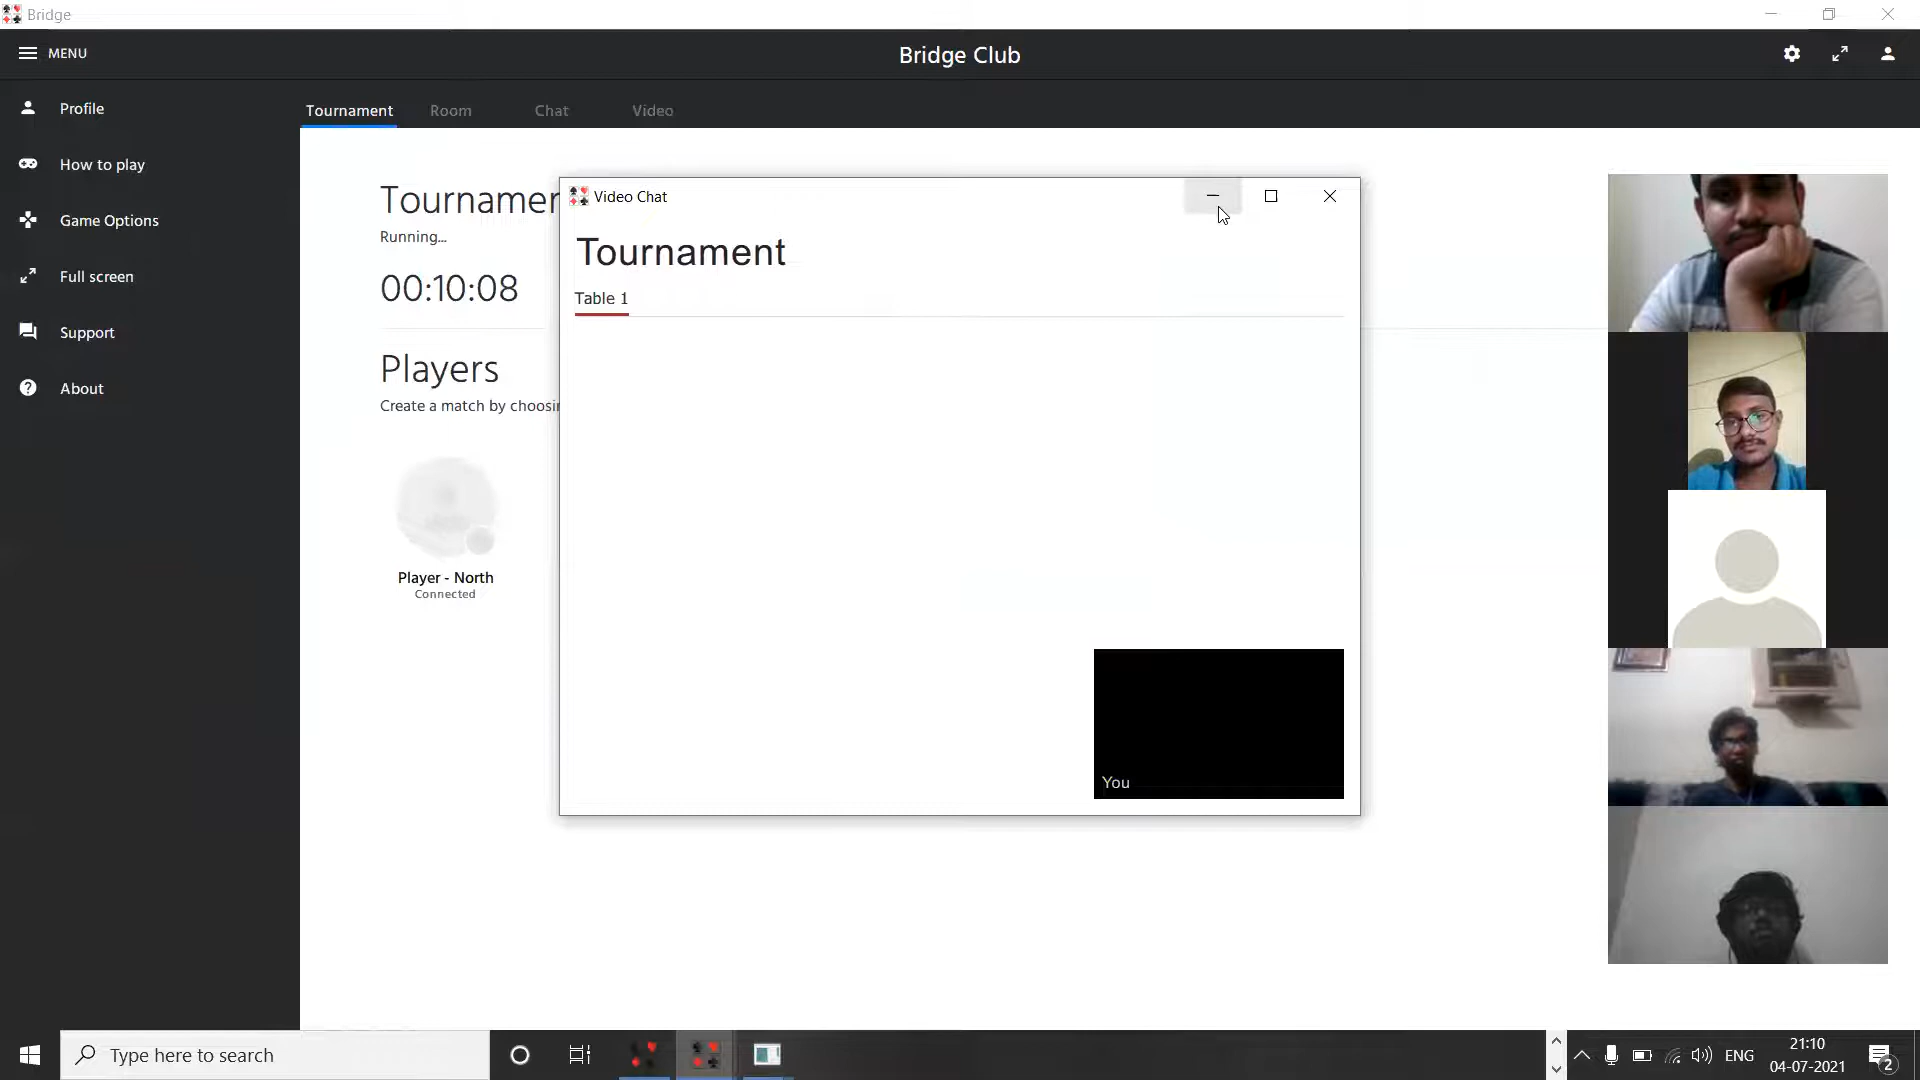 Bridge
MENU
Bridge Club
Profile
How to play
Game Options
Full screen
Support
About
Tournament
Room
Chat
Video
Tournamen
Running...
00:10:08
Players
Create a match by choosin
Player - North
Connected
Video Chat
Tournament
Table 1
You
Type here to search
ENG
21:10
04-07-2021
2